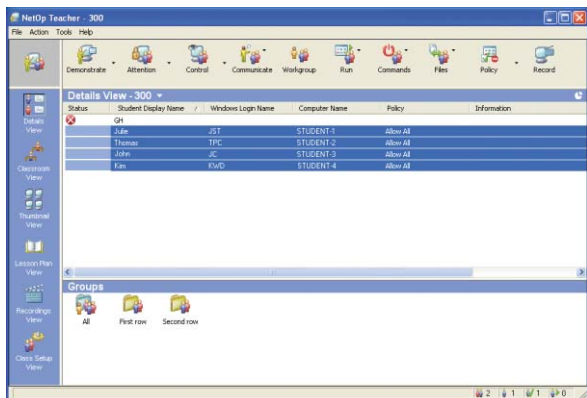 NetOp Teacher - 300
File Action Tools Help
Demonstrate Attention Control Communicate Workgroup Run Commands Files Policy Record
Details View - 300
Status Student Display Name / Windows Login Name Computer Name Policy Information
GH
Julie JST STUDENT-1 Allow All
Thomas TPC STUDENT-2 Allow All
John JC STUDENT-3 Allow All
Kim KWD STUDENT-4 Allow All
Details View
Classroom View
Thumbnail View
Lesson Plan View
Recordings View
Class Setup View
Groups
All First row Second row
2 1 1 0